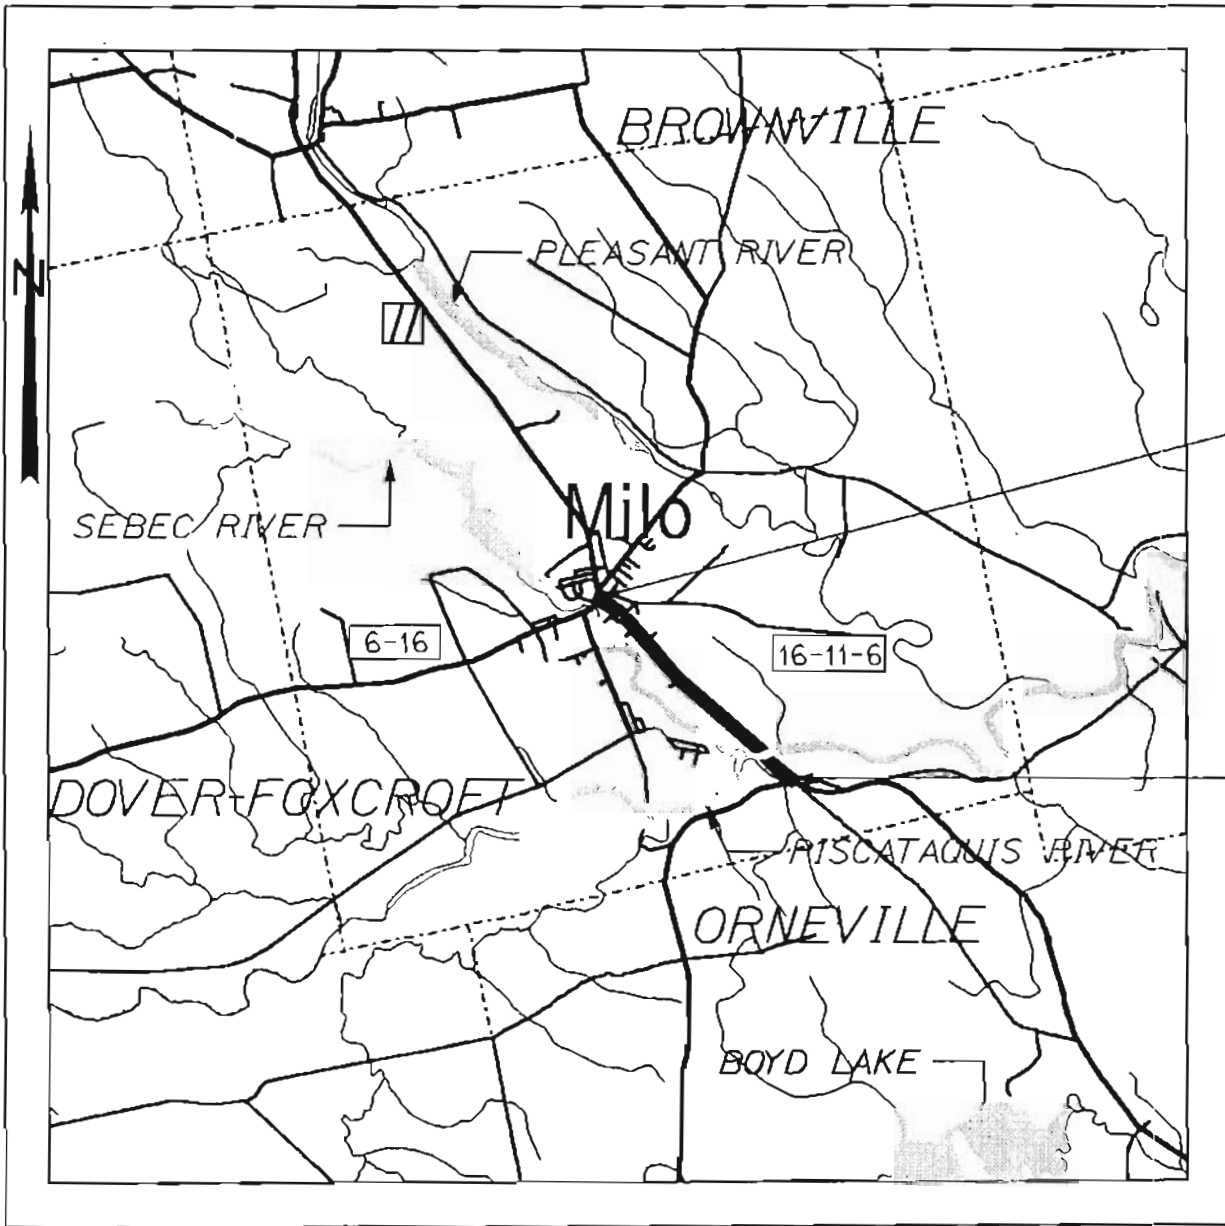 BROWNVILLE
PLEASANT RIVER
N
Milo
SEBEC RIVER
6-16
16-11-6
DOVER-FOXCROFT
PISCATAQUIS RIVER
ORNEVILLE
BOYD LAKE